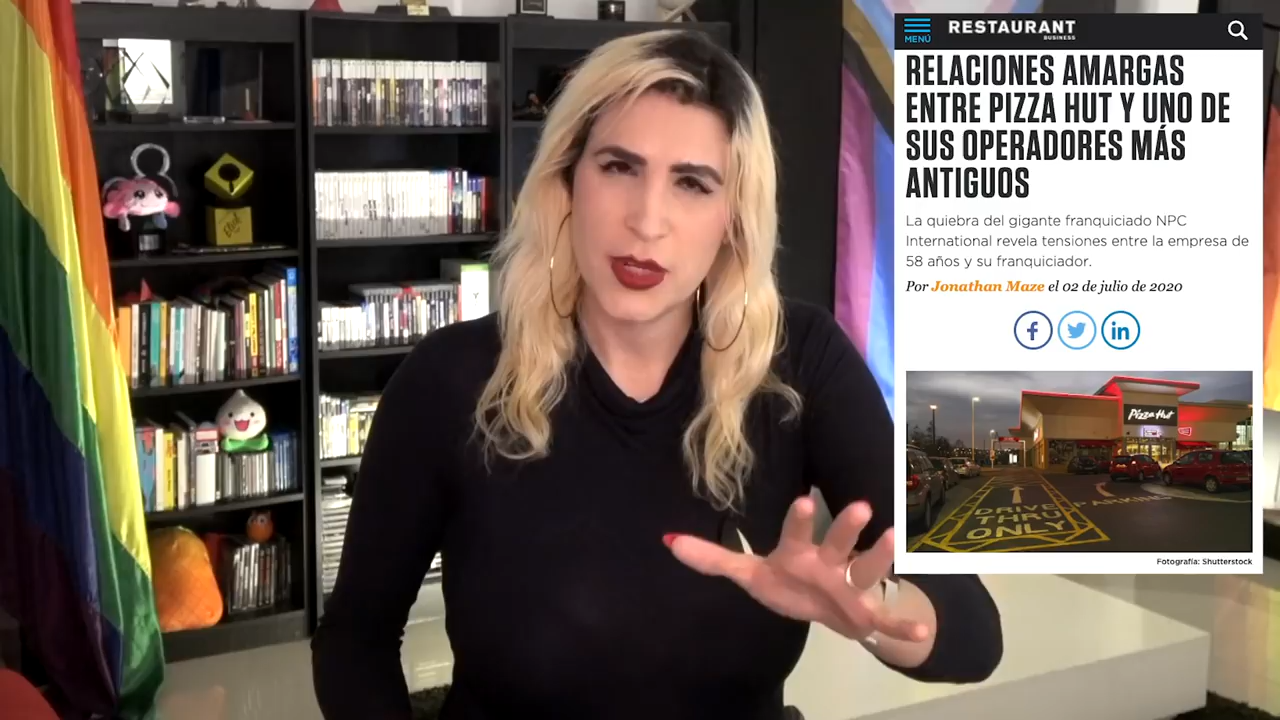 MENÚ
RESTAURANT
BUSINESS
RELACIONES AMARGAS
ENTRE PIZZA HUT Y UNO DE
SUS OPERADORES MÁS
ANTIGUOS
La quiebra del gigante franquiciado NPC
International revela tensiones entre la empresa de
58 años y su franquiciador.
Por Jonathan Maze el 02 de julio de 2020
Pizza Hut
DRIVE
THRU
ONLY
PARKING
Fotografía: Shutterstock